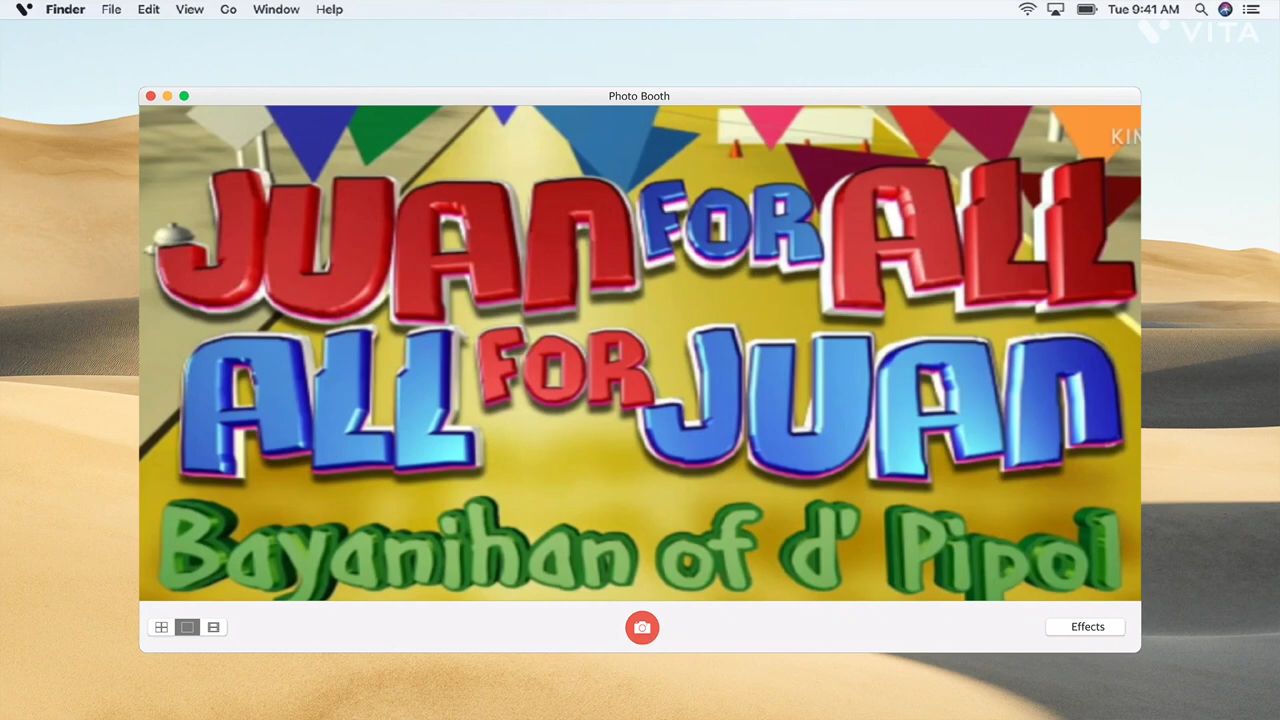 Finder File Edit View Go Window Help Tue 9:41 AM
VITA
Photo Booth
KIN
JUAN FOR ALL
ALL FOR JUAN
Bayanihan of d' Pipol
Effects